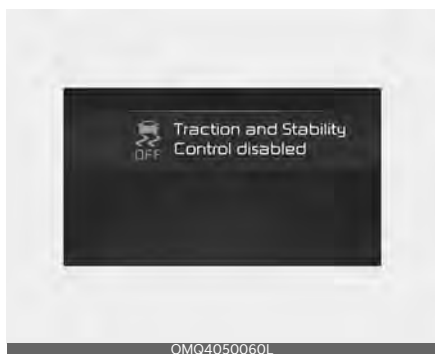 Traction and Stability
OFF Control disabled
OMQ4050060L